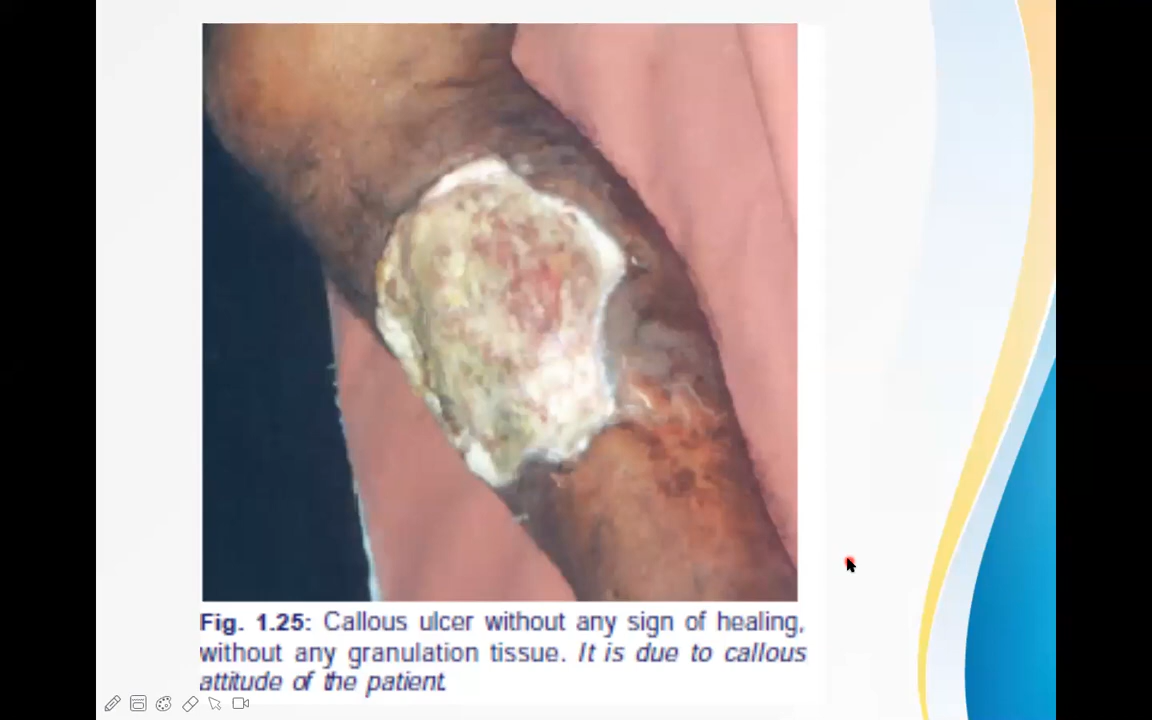 Fig. 1.25: Callous ulcer without any sign of healing,
without any granulation tissue. It is due to callous
attitude of the patient.